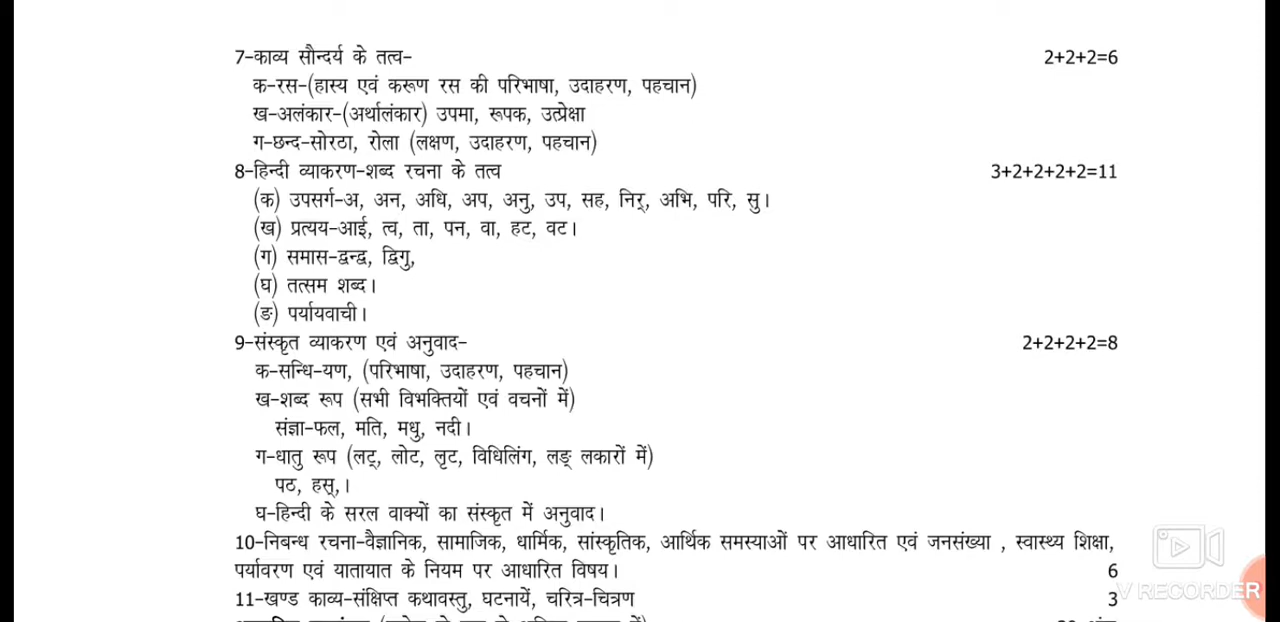 7-काव्य सौन्दर्य के तत्व- 2+2+2=6
क-रस-(हास्य एवं करूण रस की परिभाषा, उदाहरण, पहचान)
ख-अलंकार-(अर्थालंकार) उपमा, रूपक, उत्प्रेक्षा
ग-छन्द-सोरठा, रोला (लक्षण, उदाहरण, पहचान)
8-हिन्दी व्याकरण-शब्द रचना के तत्व 3+2+2+2+2=11
(क) उपसर्ग-अ, अन, अधि, अप, अनु, उप, सह, निर्, अभि, परि, सु।
(ख) प्रत्यय-आई, त्व, ता, पन, वा, हट, वट।
(ग) समास-द्वन्द्व, द्विगु,
(घ) तत्सम शब्द।
(ङ) पर्यायवाची।
9-संस्कृत व्याकरण एवं अनुवाद- 2+2+2+2=8
क-सन्धि-यण, (परिभाषा, उदाहरण, पहचान)
ख-शब्द रूप (सभी विभक्तियों एवं वचनों में)
संज्ञा-फल, मति, मधु, नदी।
ग-धातु रूप (लट्, लोट, लृट, विधिलिंग, लङ् लकारों में)
पठ, हस्,।
घ-हिन्दी के सरल वाक्यों का संस्कृत में अनुवाद।
10-निबन्ध रचना-वैज्ञानिक, सामाजिक, धार्मिक, सांस्कृतिक, आर्थिक समस्याओं पर आधारित एवं जनसंख्या , स्वास्थ्य शिक्षा,
पर्यावरण एवं यातायात के नियम पर आधारित विषय। 6
11-खण्ड काव्य-संक्षिप्त कथावस्तु, घटनायें, चरित्र-चित्रण 3
V RECORDER